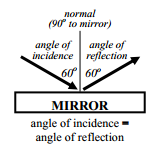 normal
(90° to mirror)
angle of incidence
angle of reflection
60°
60°
MIRROR
angle of incidence =
angle of reflection